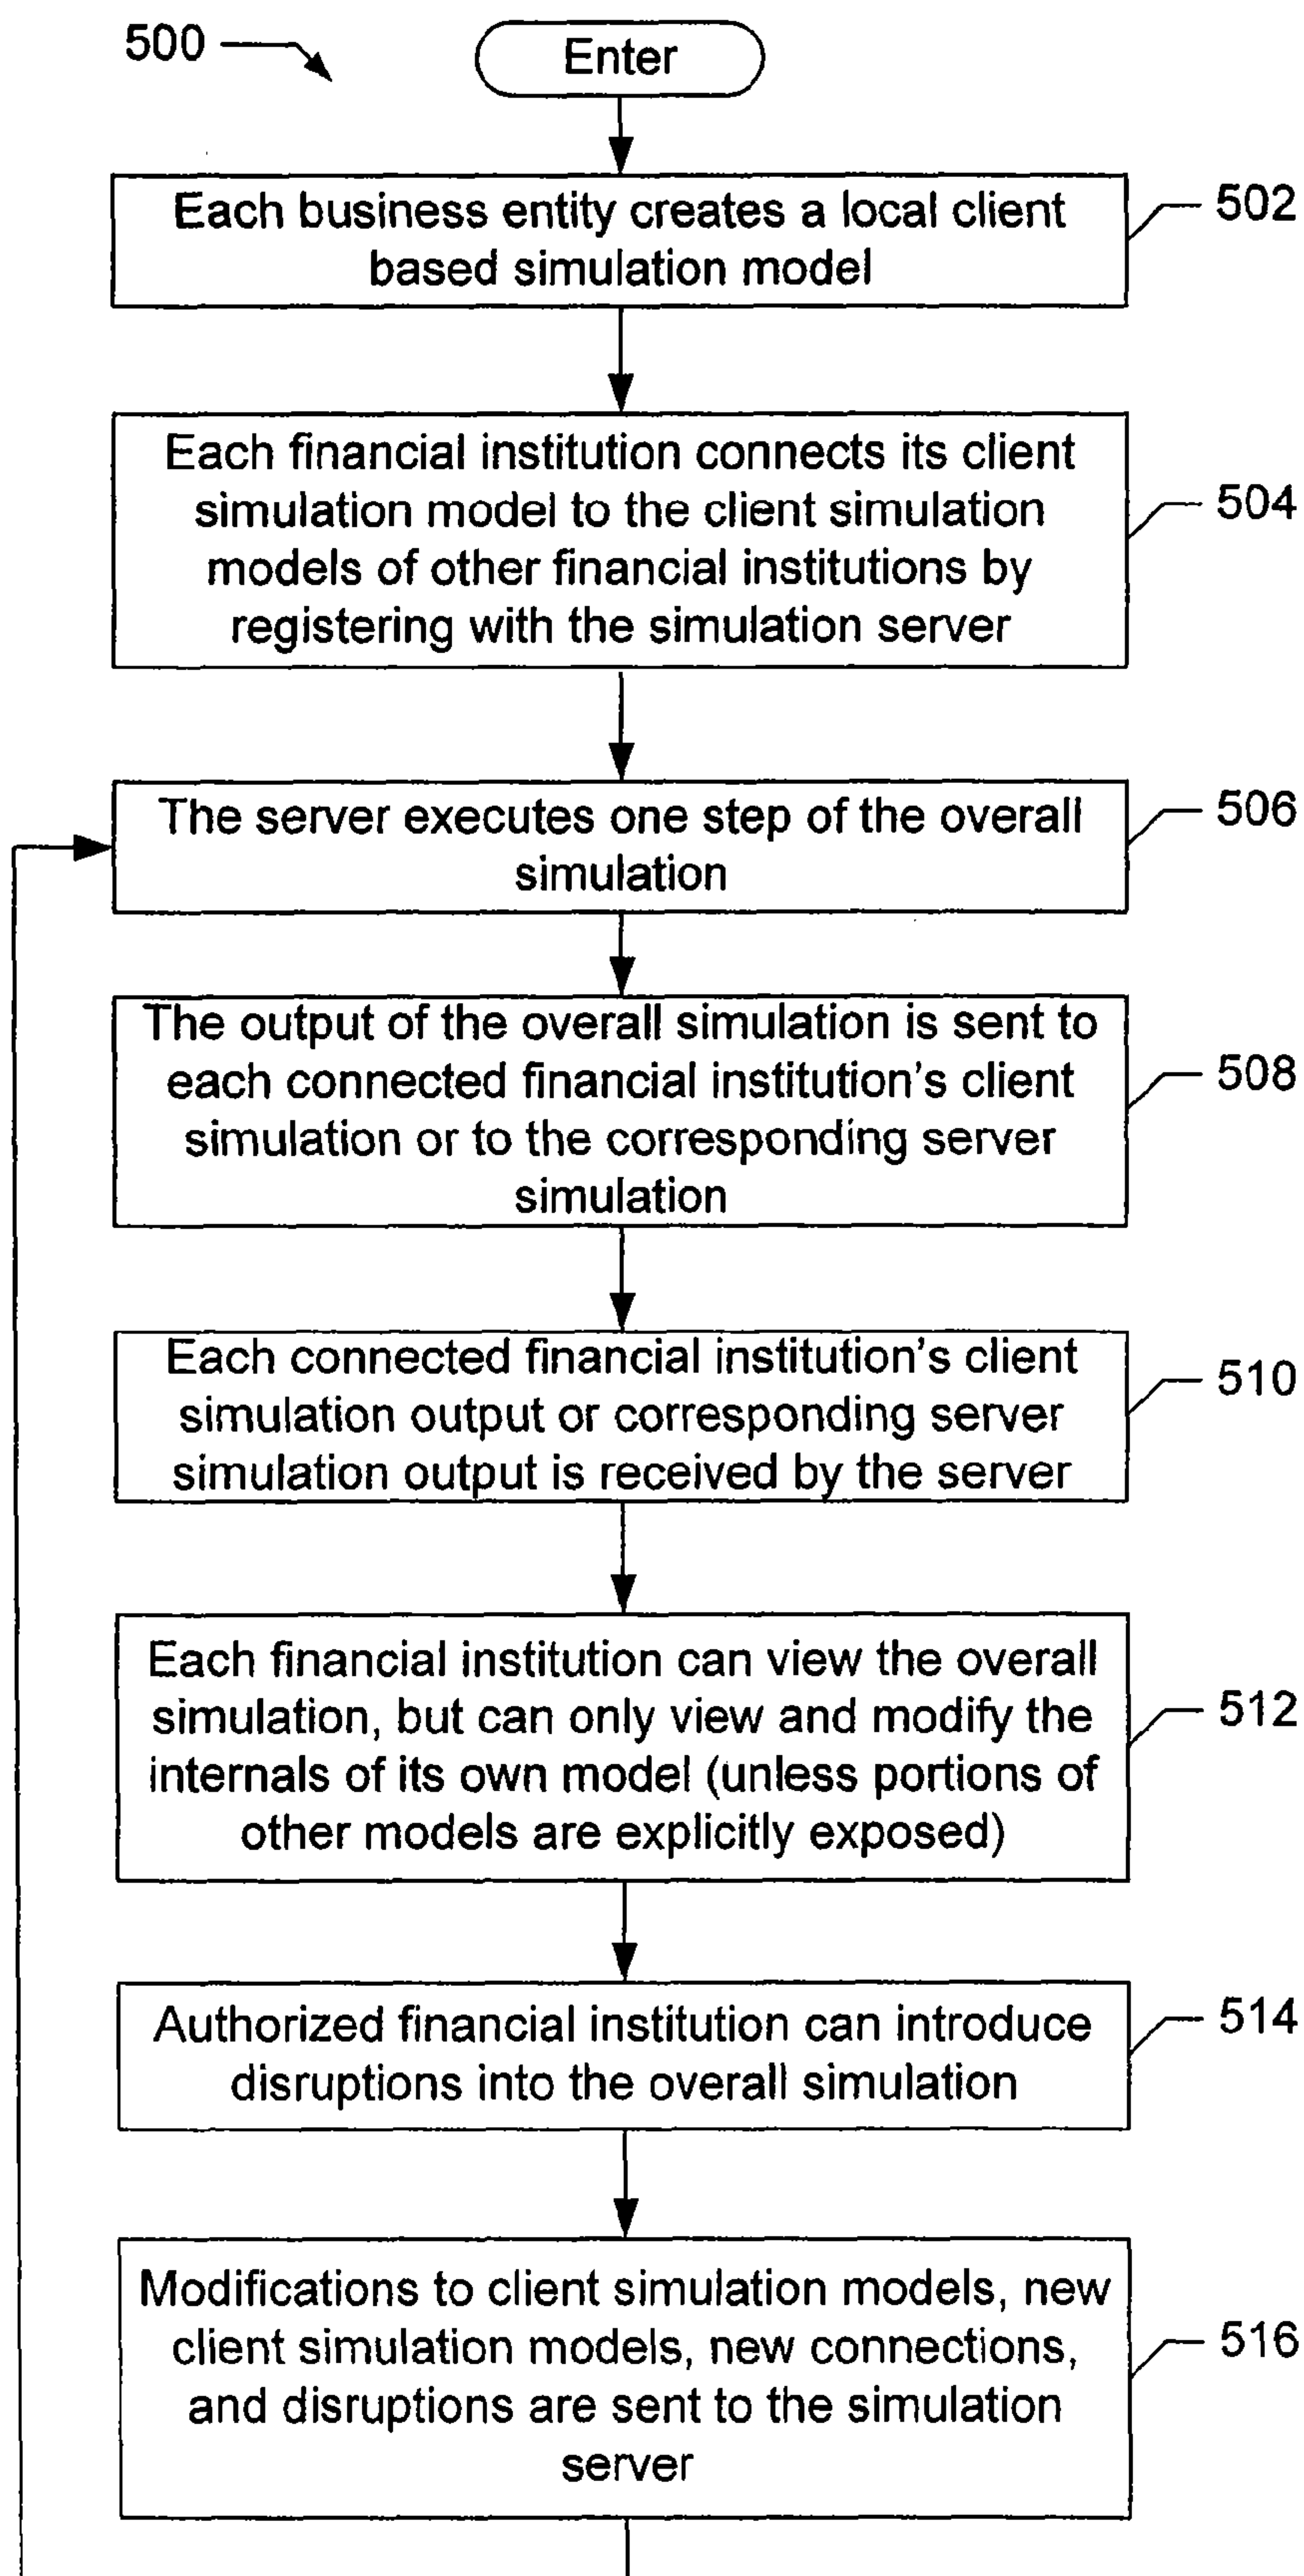 500
Enter
Each business entity creates a local client
based simulation model
502
Each financial institution connects its client
simulation model to the client simulation
models of other financial institutions by
registering with the simulation server
504
The server executes one step of the overall
simulation
506
The output of the overall simulation is sent to
each connected financial institution's client
simulation or to the corresponding server
simulation
508
Each connected financial institution's client
simulation output or corresponding server
simulation output is received by the server
510
Each financial institution can view the overall
simulation, but can only view and modify the
internals of its own model (unless portions of
other models are explicitly exposed)
512
Authorized financial institution can introduce
disruptions into the overall simulation
514
Modifications to client simulation models, new
client simulation models, new connections,
and disruptions are sent to the simulation
server
516